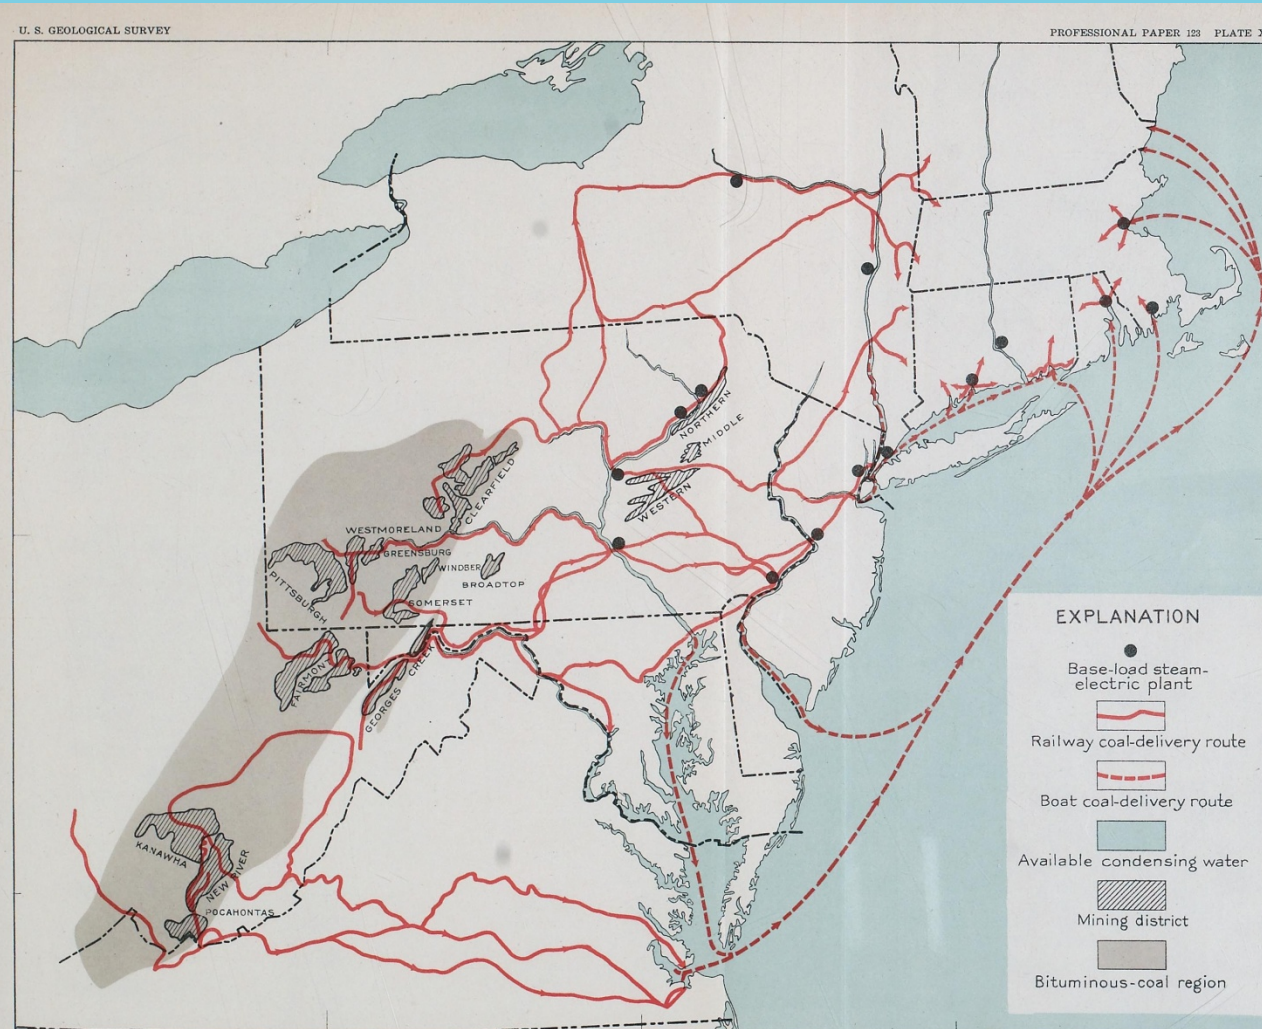 U. S. GEOLOGICAL SURVEY
PROFESSIONAL PAPER 123 PLATE
NORTHERN
MIDDLE
WESTERN
CLEARFIELD
WESTMORELAND
GREENSBURG
WINDBER
BROADTOP
PITTSBURGH
SOMERSET
FAIRMONT
GEORGES CREEK
KANAWHA
NEW RIVER
POCAHONTAS
EXPLANATION
Base-load steam-
electric plant
Railway coal-delivery route
Boat coal-delivery route
Available condensing water
Mining district
Bituminous-coal region